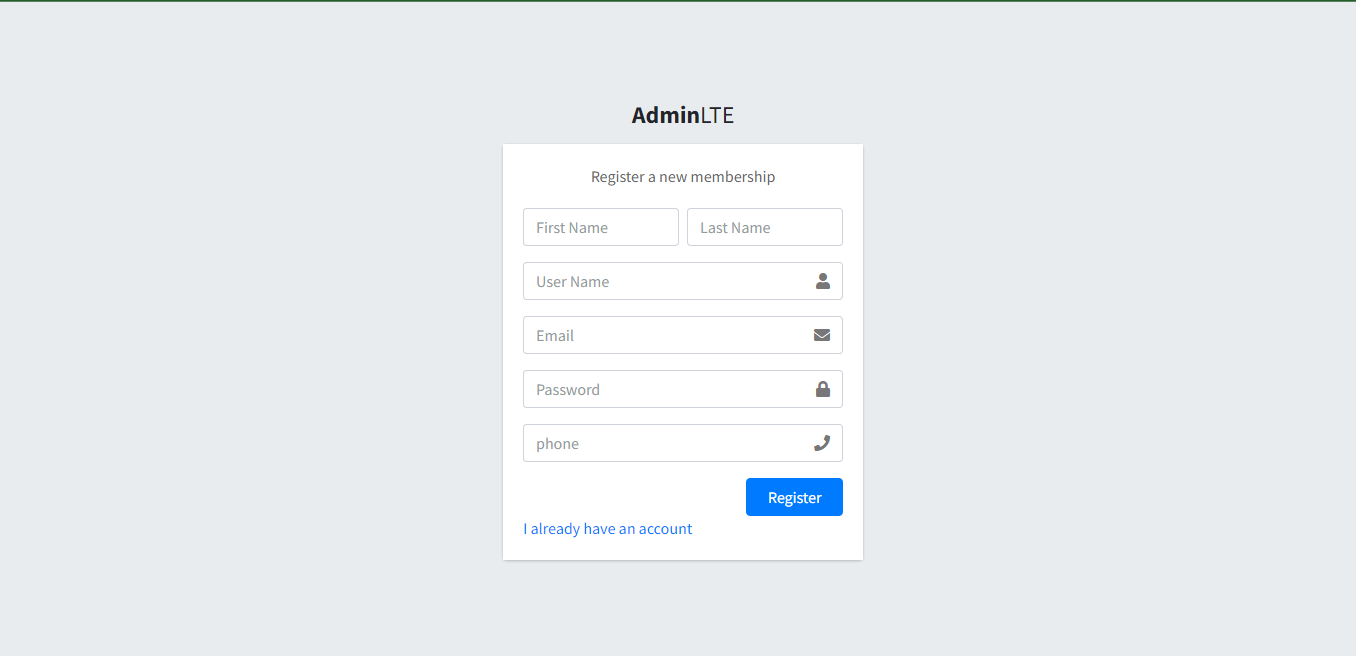 AdminLTE
Register a new membership
First Name Last Name
User Name
Email
Password
phone
Register
I already have an account